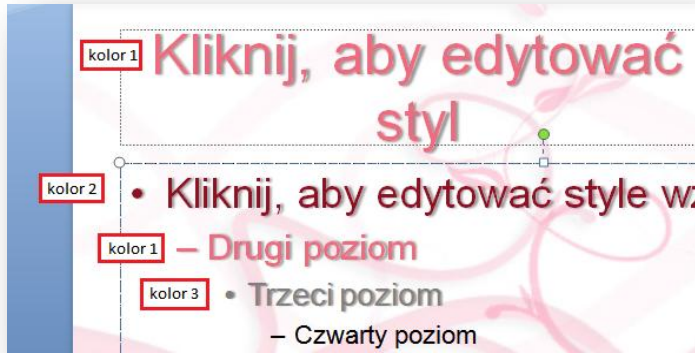 kolor 1 Kliknij, aby edytować
styl
kolor 2 • Kliknij, aby edytować style wz
kolor 1 – Drugi poziom
kolor 3 • Trzeci poziom
– Czwarty poziom